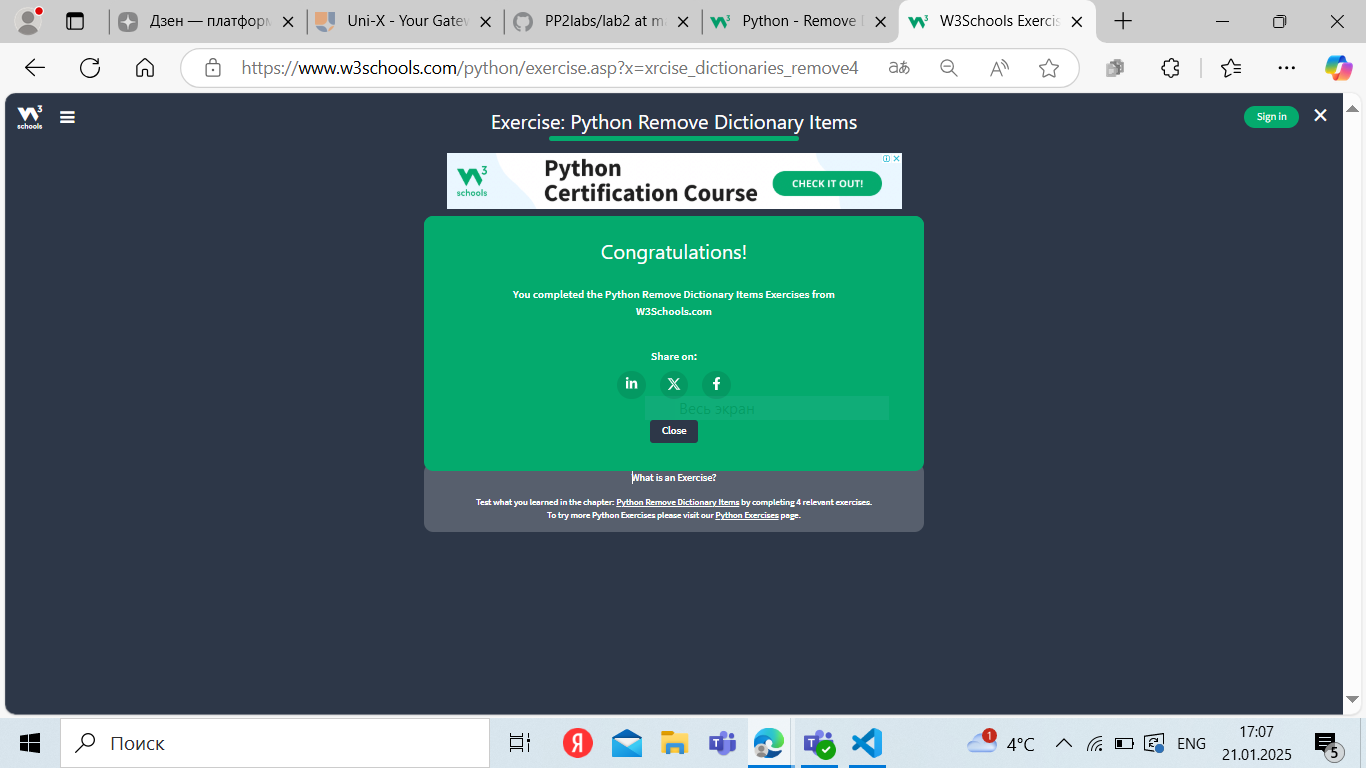 Дзен — платформ
Uni-X - Your Gatew
PP2labs/lab2 at ma
Python - Remove
W3Schools Exercis
https://www.w3schools.com/python/exercise.asp?x=xrcise_dictionaries_remove4
W3 schools
Exercise: Python Remove Dictionary Items
Sign in
W3 schools
Python
Certification Course
CHECK IT OUT!
Congratulations!
You completed the Python Remove Dictionary Items Exercises from
W3Schools.com
Share on:
Весь экран
Close
What is an Exercise?
Test what you learned in the chapter: Python Remove Dictionary Items by completing 4 relevant exercises.
To try more Python Exercises please visit our Python Exercises page.
Поиск
Я
1
4°C
ENG
17:07
21.01.2025
5